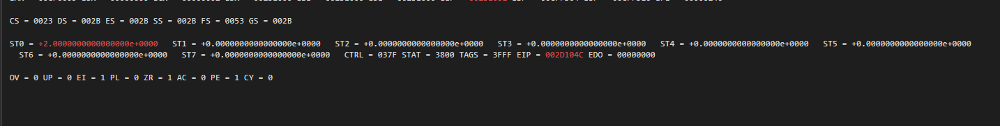 CS = 0023 DS = 002B ES = 002B SS = 002B FS = 0053 GS = 002B
ST0 = +2.0000000000000000e+0000 ST1 = +0.0000000000000000e+0000 ST2 = +0.0000000000000000e+0000 ST3 = +0.0000000000000000e+0000 ST4 = +0.0000000000000000e+0000 ST5 = +0.0000000000000000e+0000
ST6 = +0.0000000000000000e+0000 ST7 = +0.0000000000000000e+0000 CTRL = 037F STAT = 3800 TAGS = 3FFF EIP = 002D104C EDO = 00000000
OV = 0 UP = 0 EI = 1 PL = 0 ZR = 1 AC = 0 PE = 1 CY = 0